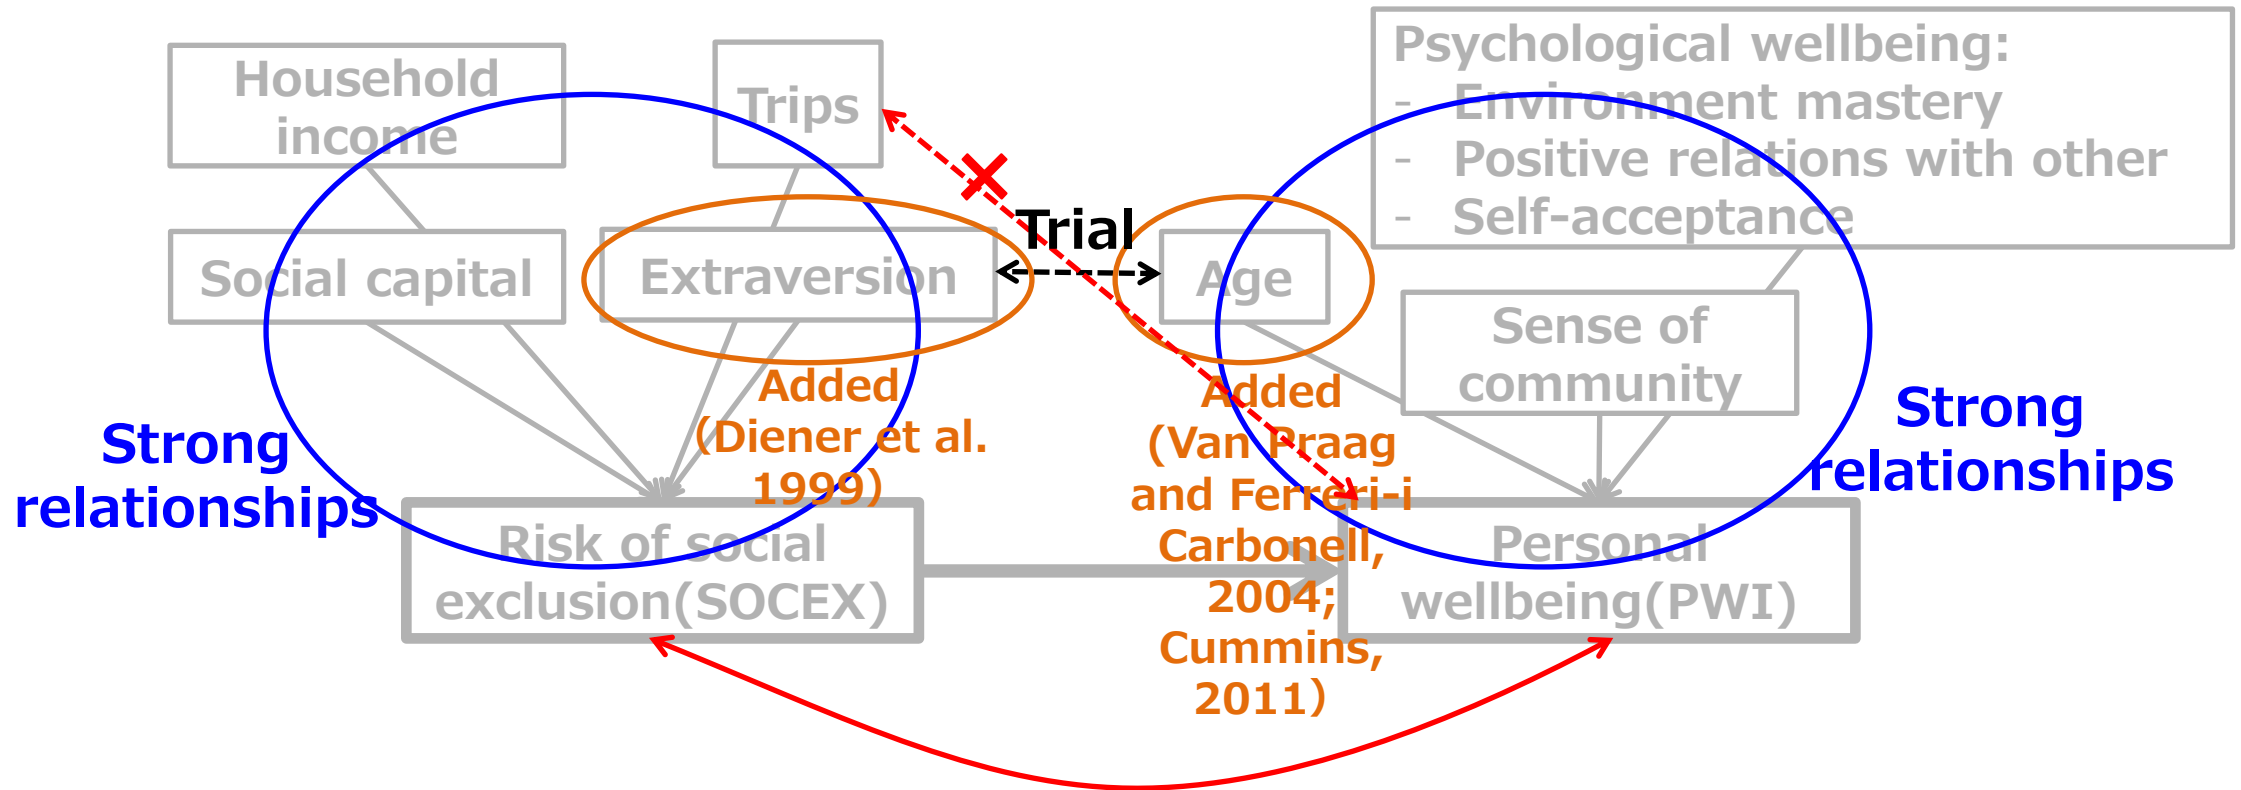 Household
income
Trips
Psychological wellbeing:
- Environment mastery
- Positive relations with other
- Self-acceptance
Social capital
Extraversion
Trial
Age
Sense of
community
Added
(Diener et al.
1999)
Added
(Van Praag
and Ferreri-i
Carbonell,
2004;
Cummins,
2011)
Strong
relationships
Strong
relationships
Risk of social
exclusion(SOCEX)
Personal
wellbeing(PWI)